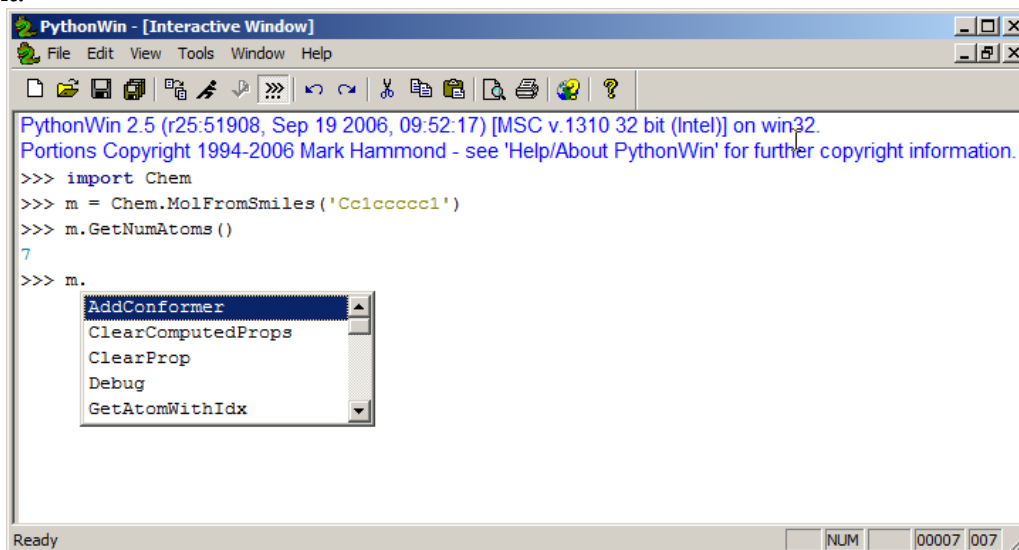 PythonWin - [Interactive Window]
File Edit View Tools Window Help
PythonWin 2.5 (r25:51908, Sep 19 2006, 09:52:17) [MSC v.1310 32 bit (Intel)] on win32.
Portions Copyright 1994-2006 Mark Hammond - see 'Help/About PythonWin' for further copyright information.
>>> import Chem
>>> m = Chem.MolFromSmiles('Cc1ccccc1')
>>> m.GetNumAtoms()
7
>>> m.
AddConformer
ClearComputedProps
ClearProp
Debug
GetAtomWithIdx
Ready NUM 00007 007